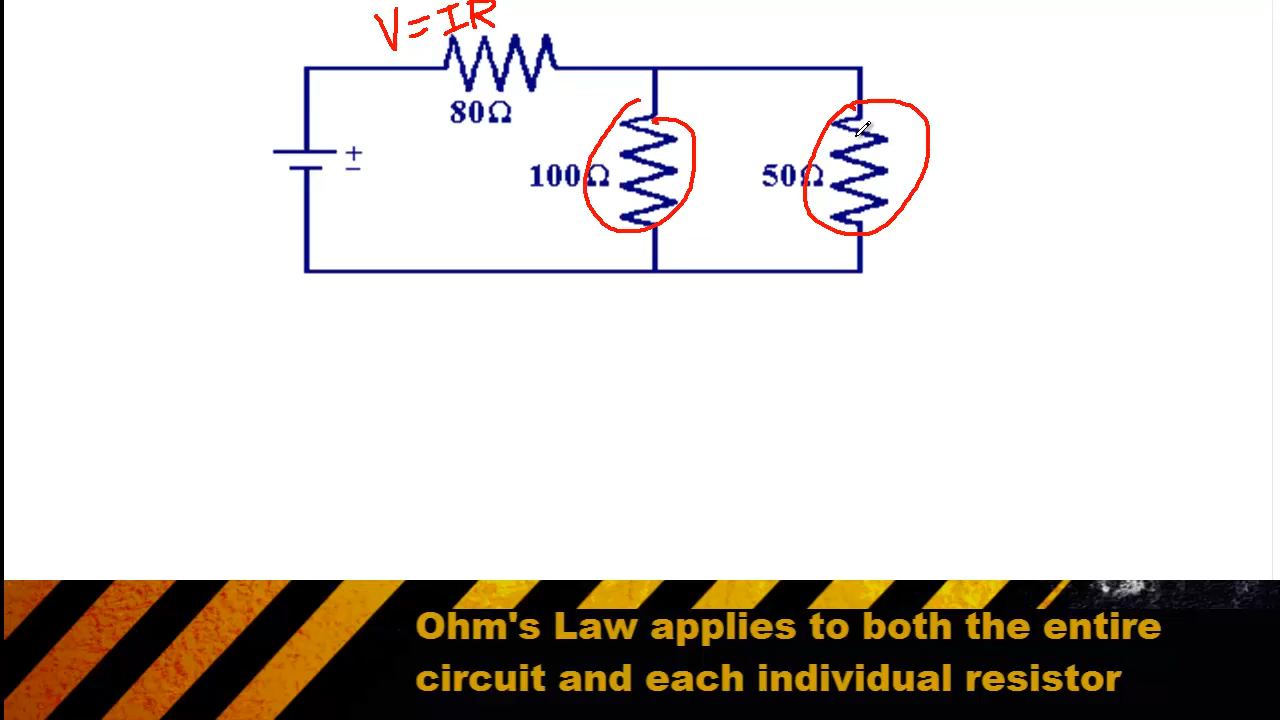 V=IR
80Ω
+
−
100Ω
50Ω
Ohm's Law applies to both the entire
circuit and each individual resistor